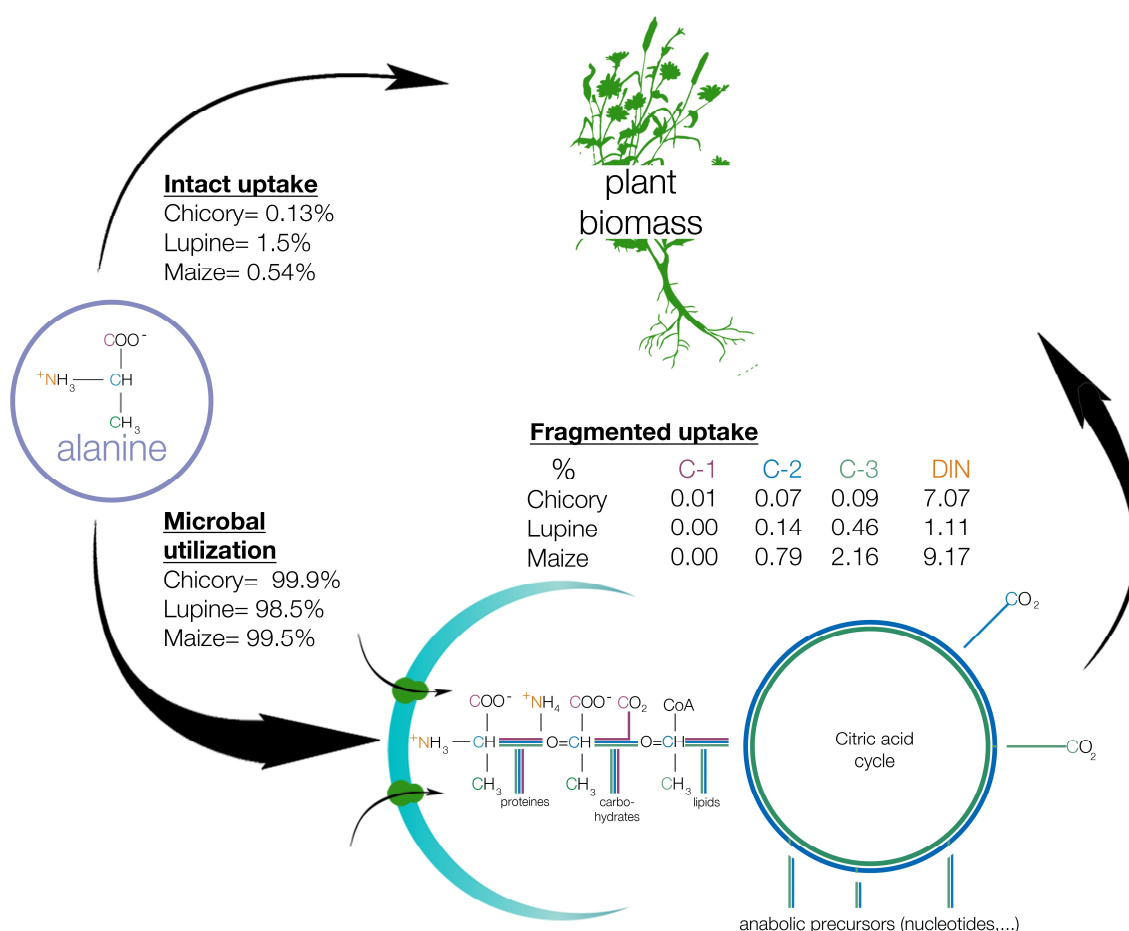 plant
biomass
Intact uptake
Chicory= 0.13%
Lupine= 1.5%
Maize= 0.54%
COO-
+NH3 CH
CH3
alanine
Fragmented uptake
% C-1 C-2 C-3 DIN
Chicory 0.01 0.07 0.09 7.07
Lupine 0.00 0.14 0.46 1.11
Maize 0.00 0.79 2.16 9.17
Microbal
utilization
Chicory= 99.9%
Lupine= 98.5%
Maize= 99.5%
CO2
COO- +NH4 COO- CO2 CoA
+NH3 CH O=CH O=CH
CH3 CH3 CH3
proteines carbo-
hydrates
lipids
Citric acid
cycle
CO2
anabolic precursors (nucleotides,...)